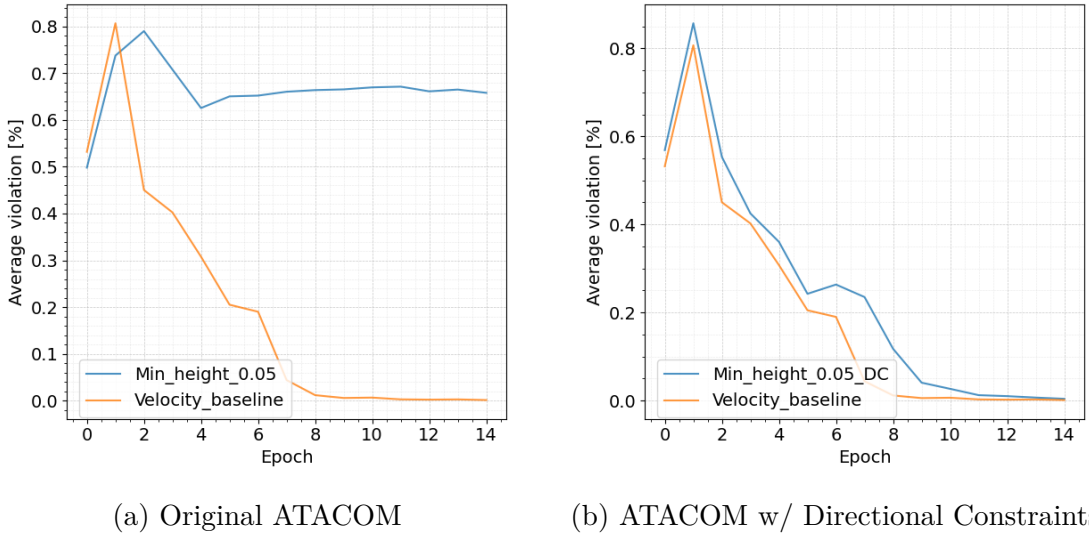 0.8
0.7
0.6
0.5
0.4
0.3
0.2
0.1
0.0
Average violation [%]
Min_height_0.05
Velocity_baseline
0 2 4 6 8 10 12 14
Epoch
(a) Original ATACOM
0.8
0.6
0.4
0.2
0.0
Average violation [%]
Min_height_0.05_DC
Velocity_baseline
0 2 4 6 8 10 12 14
Epoch
(b) ATACOM w/ Directional Constraint